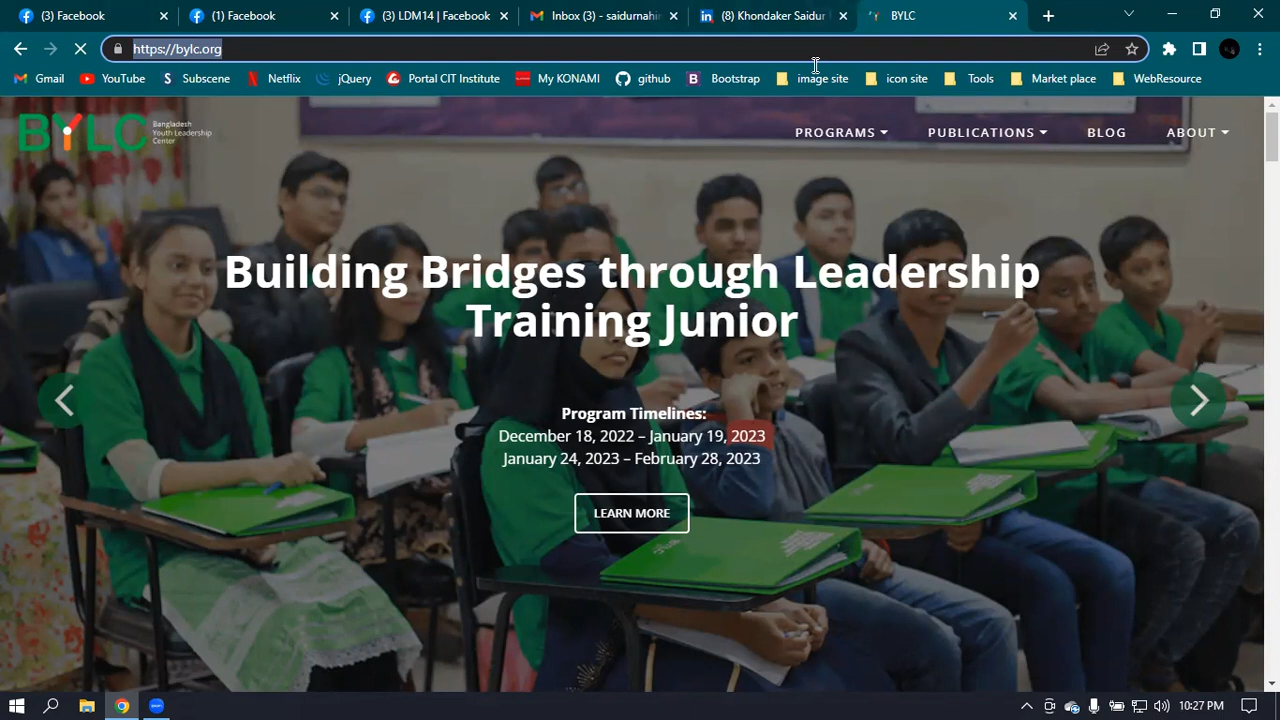 (3) Facebook
(1) Facebook
(3) LDM14 | Facebook
Inbox (3) - saidurnahi
(8) Khondaker Saidur
BYLC
https://bylc.org
Gmail
YouTube
Subscene
Netflix
jQuery
Portal CIT Institute
My KONAMI
github
Bootstrap
image site
icon site
Tools
Market place
WebResource
BYLC
Bangladesh
Youth Leadership
Center
PROGRAMS
PUBLICATIONS
BLOG
ABOUT
Building Bridges through Leadership
Training Junior
Program Timelines:
December 18, 2022 – January 19, 2023
January 24, 2023 – February 28, 2023
LEARN MORE
10:27 PM